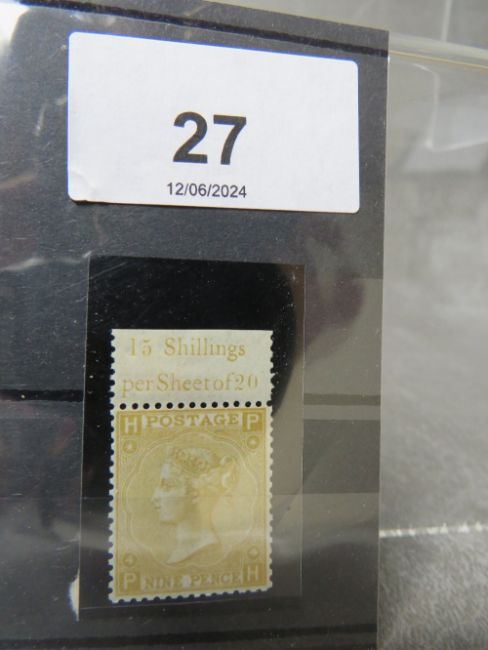 27
12/06/2024
15 Shillings
per Sheet of 20
H POSTAGE P
P NINE PENCE H